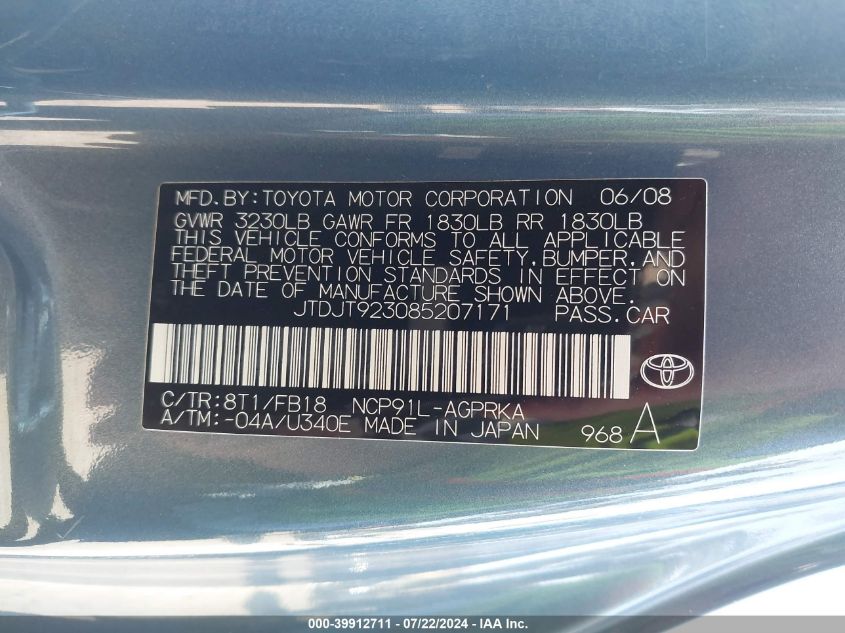 MFD.BY:TOYOTA MOTOR CORPORATION 06/08
GVWR 3230LB GAWR FR 1830LB RR 1830LB
THIS VEHICLE CONFORMS TO ALL APPLICABLE
FEDERAL MOTOR VEHICLE SAFETY,BUMPER,AND
THEFT PREVENTION STANDARDS IN EFFECT ON
THE DATE OF MANUFACTURE SHOWN ABOVE.
JTDJT923085207171 PASS.CAR
C/TR:8T1/FB18 NCP91L-AGPRKA
A/TM:-04A/U340E MADE IN JAPAN 968 A
000-39912711 - 07/22/2024 - IAAI.com